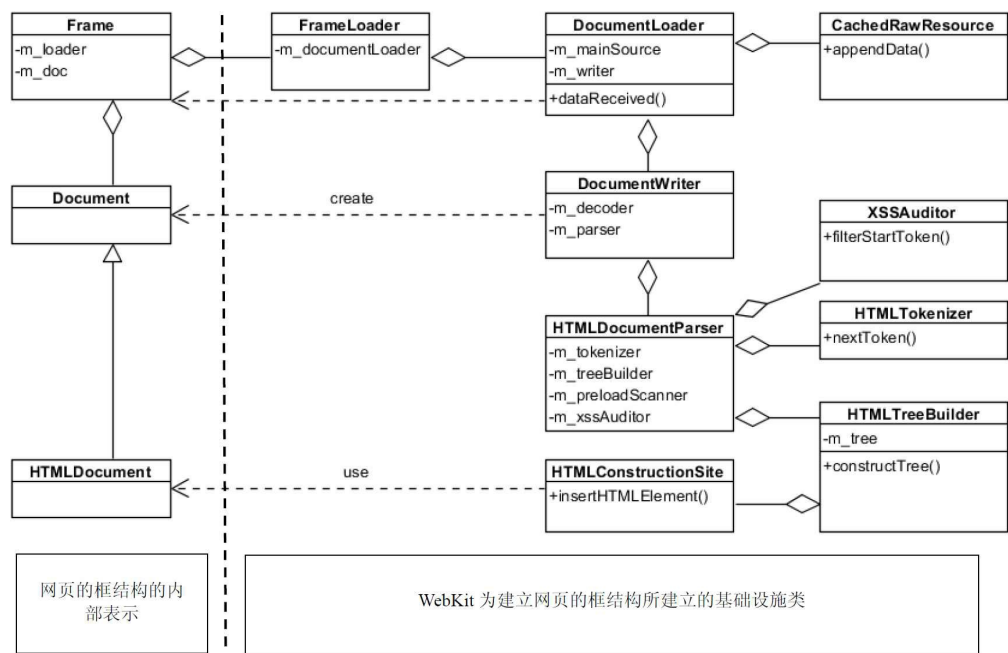 Frame
-m_loader
-m_doc
FrameLoader
-m_documentLoader
DocumentLoader
-m_mainSource
-m_writer
+dataReceived()
CachedRawResource
+appendData()
Document
create
DocumentWriter
-m_decoder
-m_parser
XSSAuditor
+filterStartToken()
HTMLDocumentParser
-m_tokenizer
-m_treeBuilder
-m_preloadScanner
-m_xssAuditor
HTMLTokenizer
+nextToken()
HTMLTreeBuilder
-m_tree
+constructTree()
HTMLDocument
use
HTMLConstructionSite
+insertHTMLElement()
网页的框结构的内
部表示
WebKit 为建立网页的框结构所建立的基础设施类